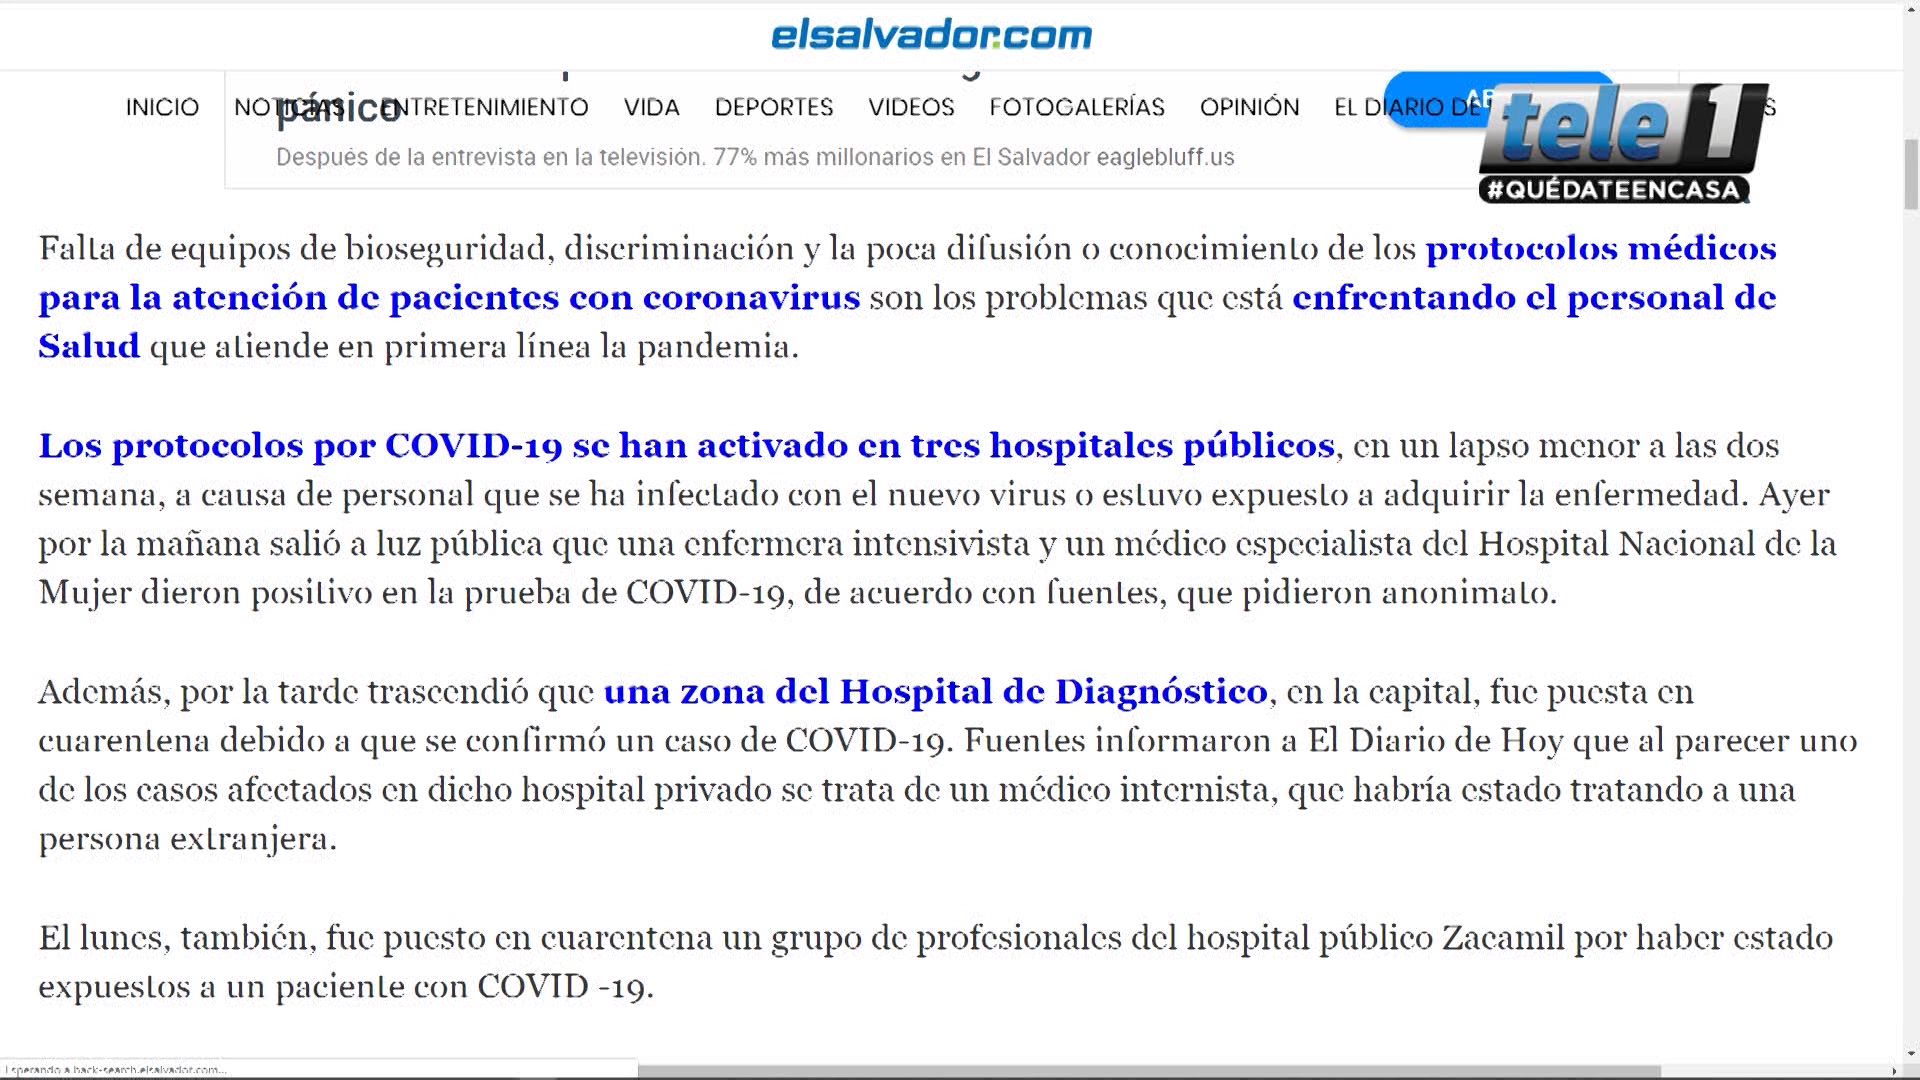 elsalvador.com
INICIO NOTICIAS ENTRETENIMIENTO VIDA DEPORTES VIDEOS FOTOGALERÍAS OPINIÓN EL DIARIO DE
pánico
tele 1
Después de la entrevista en la televisión. 77% más millonarios en El Salvador eaglebluff.us
#QUÉDATEENCASA
Falta de equipos de bioseguridad, discriminación y la poca difusión o conocimiento de los protocolos médicos
para la atención de pacientes con coronavirus son los problemas que está enfrentando el personal de
Salud que atiende en primera línea la pandemia.
Los protocolos por COVID-19 se han activado en tres hospitales públicos, en un lapso menor a las dos
semana, a causa de personal que se ha infectado con el nuevo virus o estuvo expuesto a adquirir la enfermedad. Ayer
por la mañana salió a luz pública que una enfermera intensivista y un médico especialista del Hospital Nacional de la
Mujer dieron positivo en la prueba de COVID-19, de acuerdo con fuentes, que pidieron anonimato.
Además, por la tarde trascendió que una zona del Hospital de Diagnóstico, en la capital, fue puesta en
cuarentena debido a que se confirmó un caso de COVID-19. Fuentes informaron a El Diario de Hoy que al parecer uno
de los casos afectados en dicho hospital privado se trata de un médico internista, que habría estado tratando a una
persona extranjera.
El lunes, también, fue puesto en cuarentena un grupo de profesionales del hospital público Zacamil por haber estado
expuestos a un paciente con COVID -19.
Esperando a back-search.elsalvador.com...